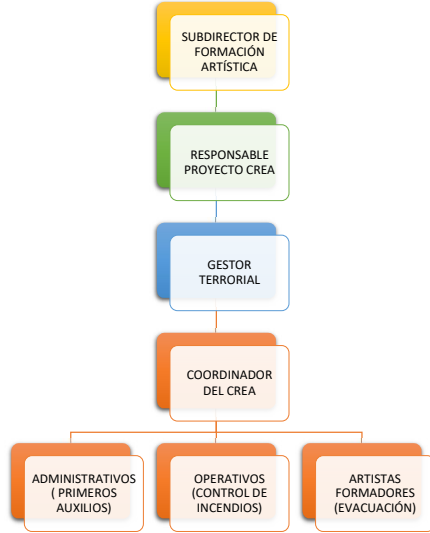 SUBDIRECTOR DE
FORMACIÓN
ARTÍSTICA
RESPONSABLE
PROYECTO CREA
GESTOR
TERRORIAL
COORDINADOR
DEL CREA
ADMINISTRATIVOS
( PRIMEROS
AUXILIOS)
OPERATIVOS
(CONTROL DE
INCENDIOS)
ARTISTAS
FORMADORES
(EVACUACIÓN)